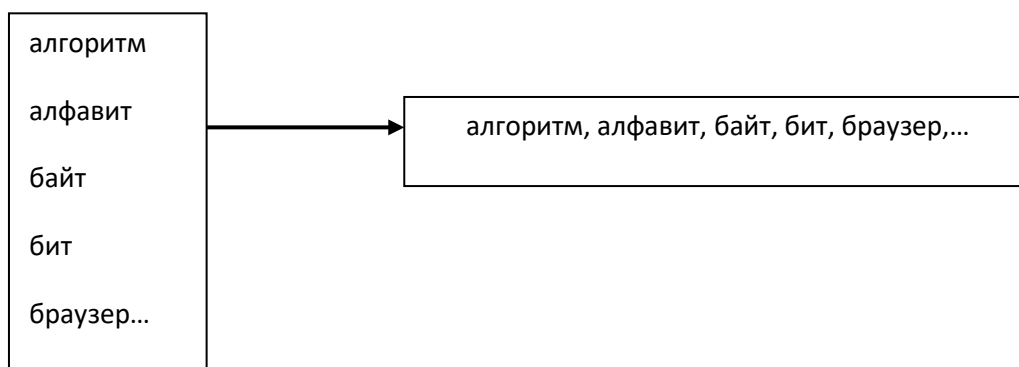 алгоритм
алфавит
байт
бит
браузер…
алгоритм, алфавит, байт, бит, браузер,…